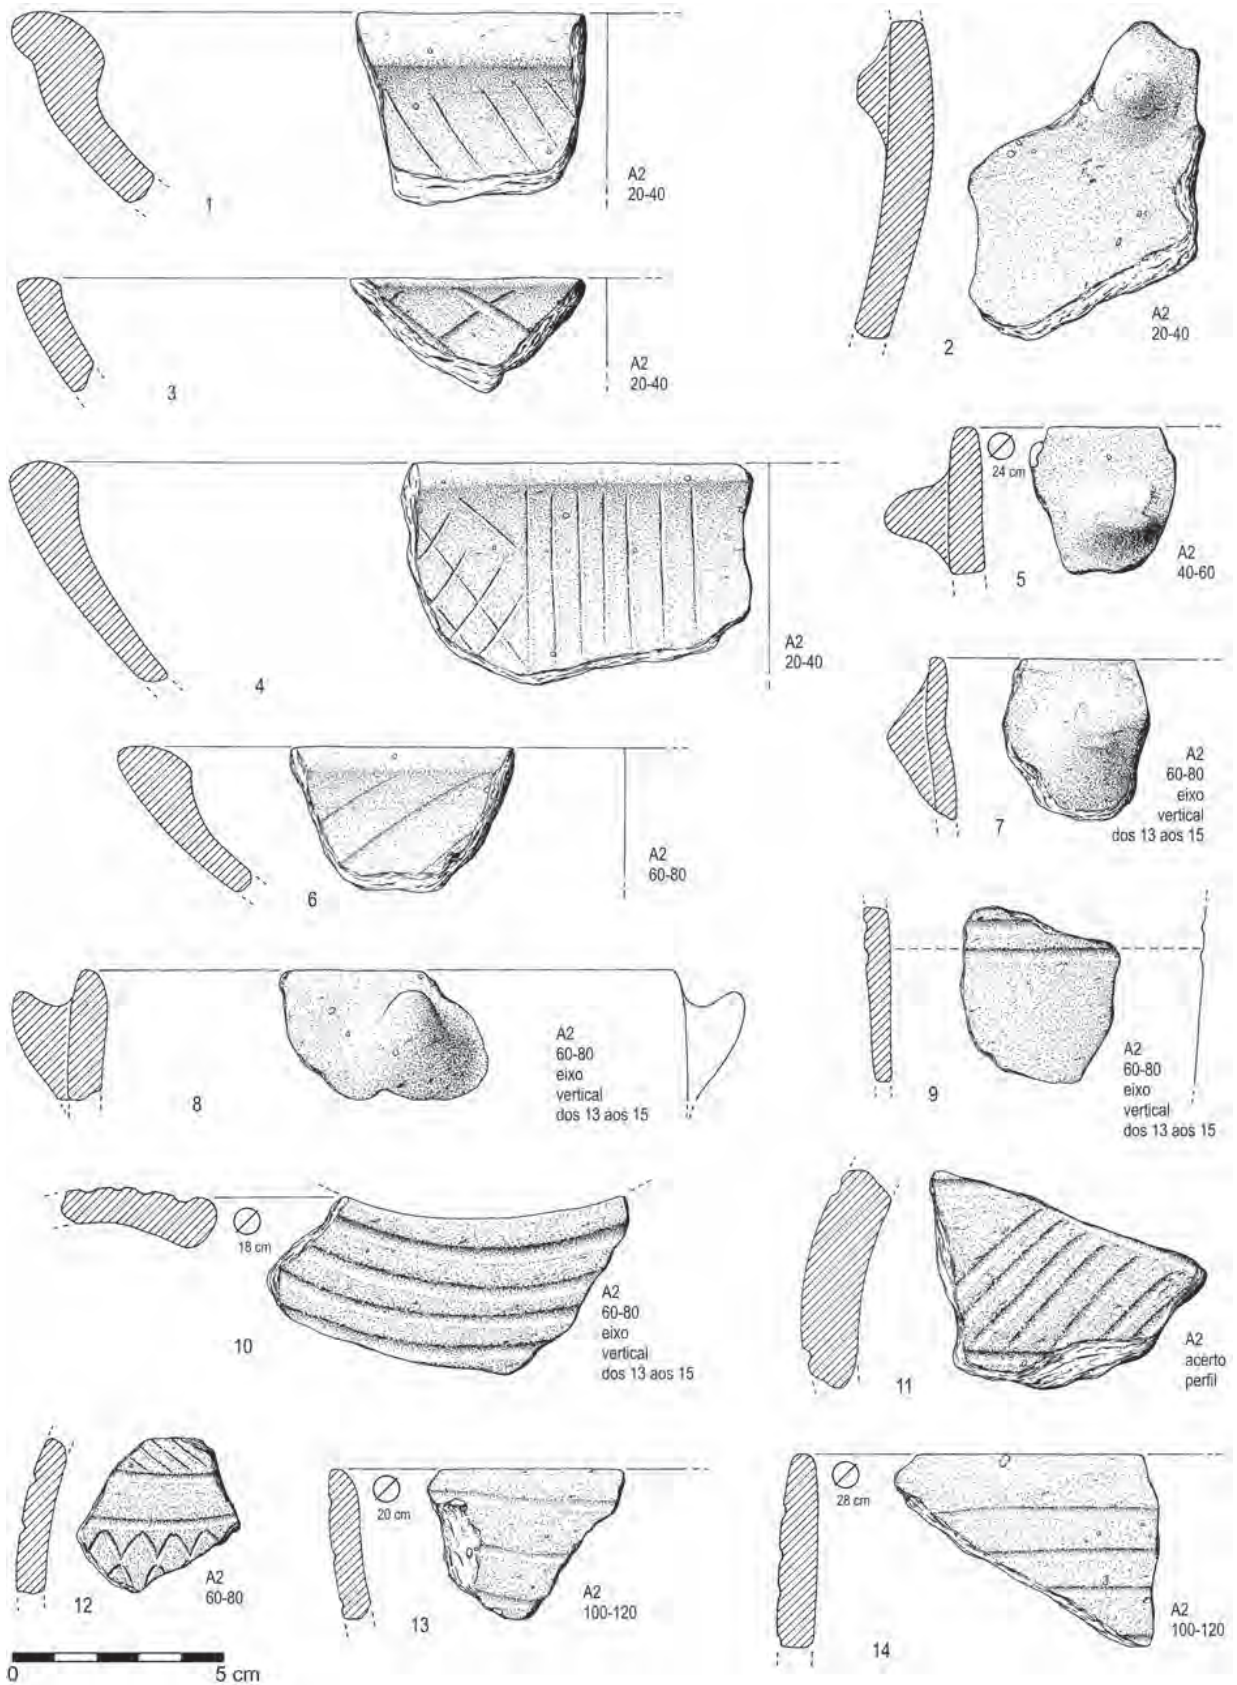 A2
20-40
1
A2
20-40
2
A2
20-40
3
24 cm
A2
40-60
5
A2
20-40
4
A2
60-80
eixo
vertical
dos 13 aos 15
7
A2
60-80
6
A2
60-80
eixo
vertical
dos 13 aos 15
8
A2
60-80
eixo
vertical
dos 13 aos 15
9
18 cm
A2
60-80
eixo
vertical
dos 13 aos 15
10
A2
acerto
perfil
11
A2
60-80
12
20 cm
A2
100-120
13
28 cm
A2
100-120
14
0 5 cm